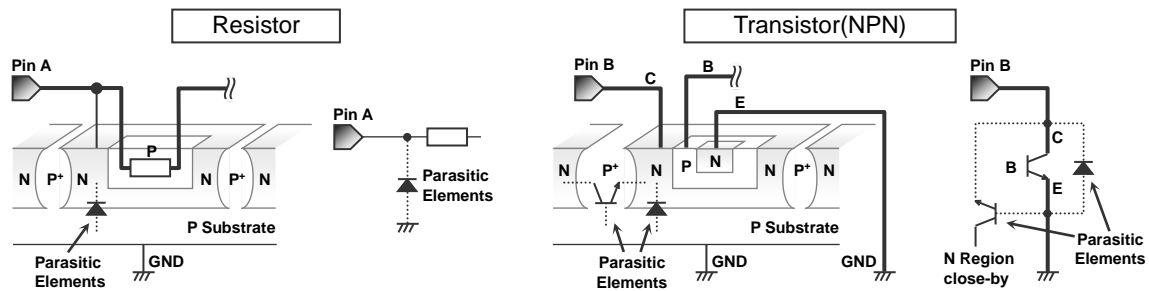 Resistor
Transistor(NPN)
Pin A
Pin A
P
N
P+
N
N
P+
N
Parasitic
Elements
P Substrate
Parasitic
Elements
GND
Pin B
C
B
E
P
N
N
P+
N
N
P+
N
P Substrate
Parasitic
Elements
GND
GND
Pin B
C
B
E
N Region
close-by
Parasitic
Elements